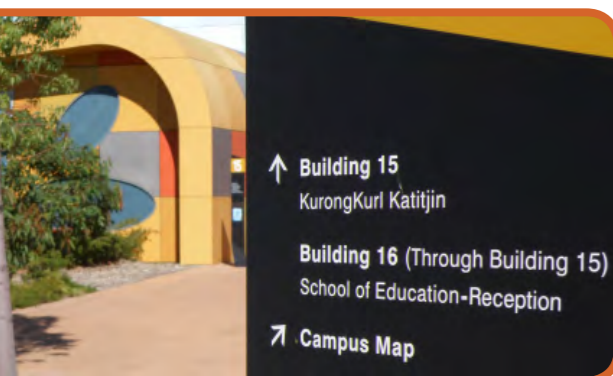 ↑ Building 15
KurongKurl Katitjin
Building 16 (Through Building 15)
School of Education-Reception
↗ Campus Map